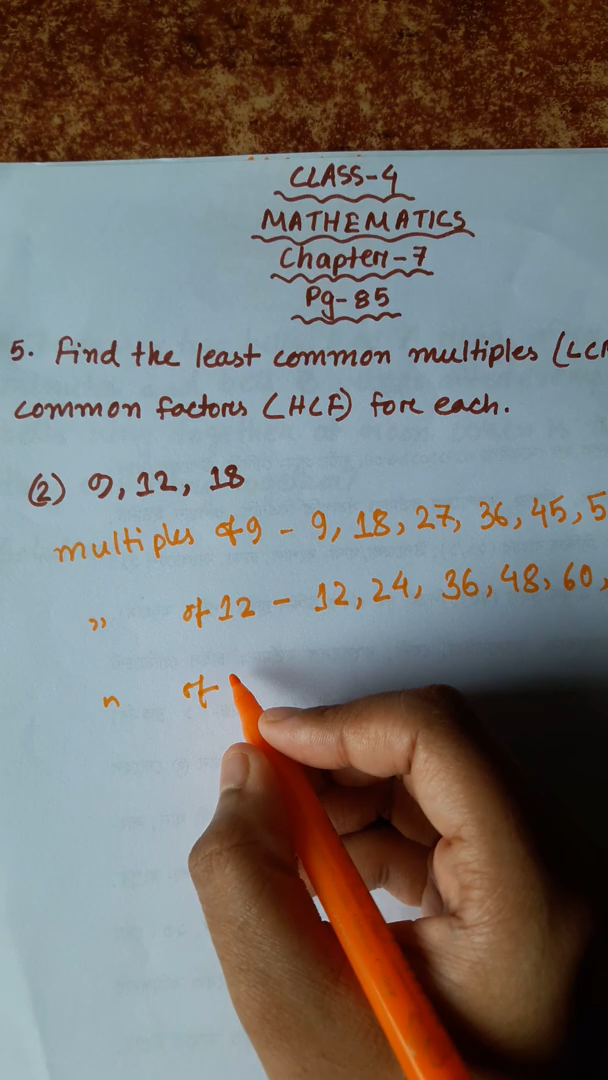 CLASS-4
MATHEMATICS
Chapter-7
Pg-85
5. Find the least common multiples (LCM
common factors (HCF) for each.
(2) 9, 12, 18
multiples of 9 - 9, 18, 27, 36, 45, 5
" of 12 - 12, 24, 36, 48, 60,
" of